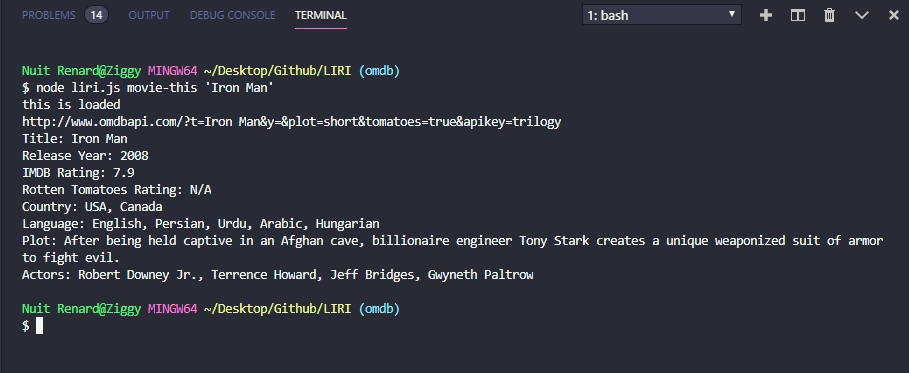 PROBLEMS 14 OUTPUT DEBUG CONSOLE TERMINAL 1: bash
Nuit Renard@Ziggy MINGW64 ~/Desktop/Github/LIRI (omdb)
$ node liri.js movie-this 'Iron Man'
this is loaded
http://www.omdbapi.com/?t=Iron Man&y=&plot=short&tomatoes=true&apikey=trilogy
Title: Iron Man
Release Year: 2008
IMDB Rating: 7.9
Rotten Tomatoes Rating: N/A
Country: USA, Canada
Language: English, Persian, Urdu, Arabic, Hungarian
Plot: After being held captive in an Afghan cave, billionaire engineer Tony Stark creates a unique weaponized suit of armor
to fight evil.
Actors: Robert Downey Jr., Terrence Howard, Jeff Bridges, Gwyneth Paltrow
Nuit Renard@Ziggy MINGW64 ~/Desktop/Github/LIRI (omdb)
$